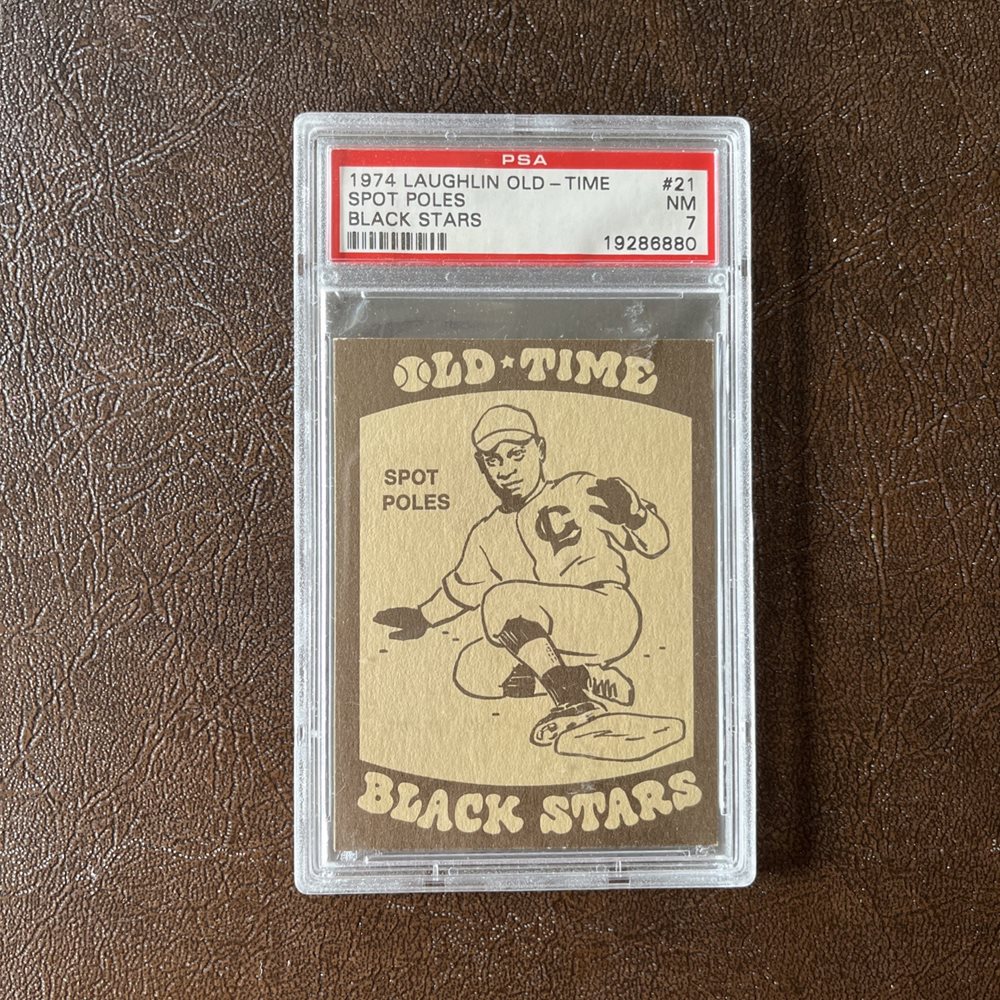 PSA
1974 LAUGHLIN OLD-TIME #21
SPOT POLES NM
BLACK STARS 7
19286880
OLD★TIME
SPOT
POLES
C
BLACK STARS